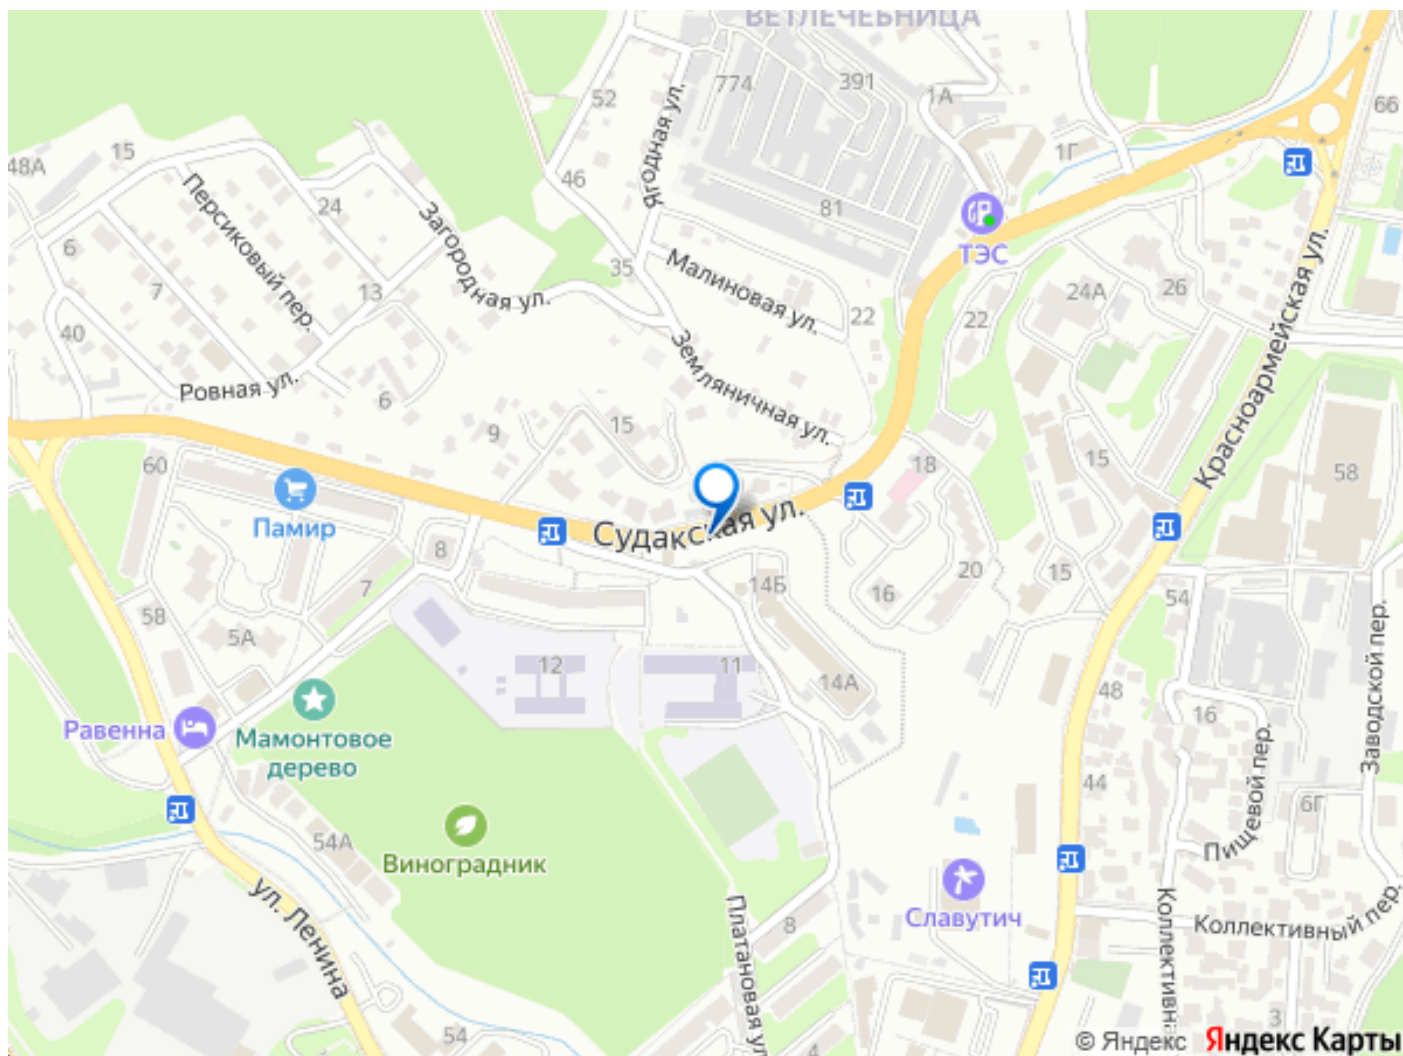 ВЕТЛЕЧЕБНИЦА
774
391
52
1А
66
Ягодная ул.
1Г
15
48А
46
Персиковый пер.
24
Загородная ул.
81
ТЭС
6
35
Малиновая ул.
7
13
22
24А
26
22
40
Земляничная ул.
Красноармейская ул.
Ровная ул.
6
9
15
15
18
58
60
Памир
Судакская ул.
8
7
14Б
16
20
15
54
58
5А
12
11
14А
48
16
Заводской пер.
Равенна
Мамонтовое
дерево
44
Пищевой пер.
6Г
54А
Виноградник
ул. Ленина
Славутич
Платановая ул.
8
Коллективный пер.
Коллективн
54
4
3
© Яндекс Яндекс Карты